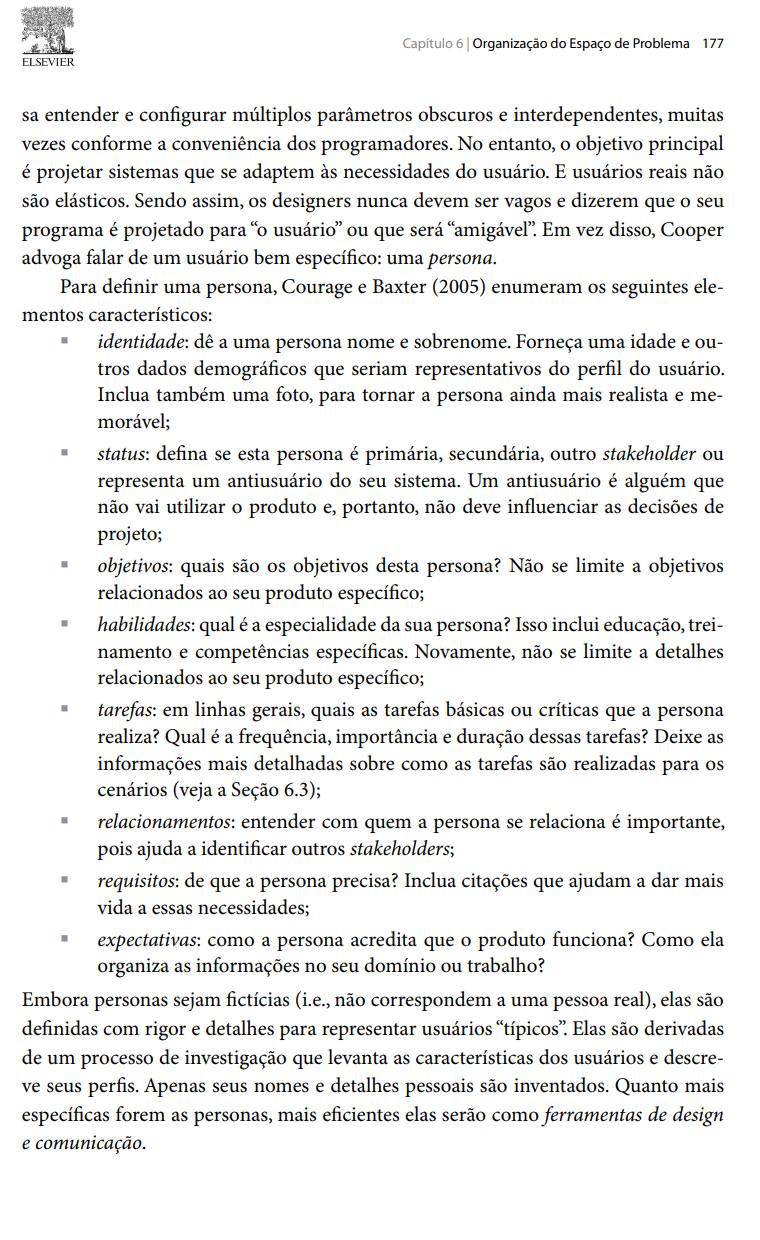 Capítulo 6 | Organização do Espaço de Problema 177
ELSEVIER
sa entender e configurar múltiplos parâmetros obscuros e interdependentes, muitas
vezes conforme a conveniência dos programadores. No entanto, o objetivo principal
é projetar sistemas que se adaptem às necessidades do usuário. E usuários reais não
são elásticos. Sendo assim, os designers nunca devem ser vagos e dizerem que o seu
programa é projetado para “o usuário” ou que será “amigável”. Em vez disso, Cooper
advoga falar de um usuário bem específico: uma persona.
Para definir uma persona, Courage e Baxter (2005) enumeram os seguintes ele-
mentos característicos:
▪ identidade: dê a uma persona nome e sobrenome. Forneça uma idade e ou-
tros dados demográficos que seriam representativos do perfil do usuário.
Inclua também uma foto, para tornar a persona ainda mais realista e me-
morável;
▪ status: defina se esta persona é primária, secundária, outro stakeholder ou
representa um antiusuário do seu sistema. Um antiusuário é alguém que
não vai utilizar o produto e, portanto, não deve influenciar as decisões de
projeto;
▪ objetivos: quais são os objetivos desta persona? Não se limite a objetivos
relacionados ao seu produto específico;
▪ habilidades: qual é a especialidade da sua persona? Isso inclui educação, trei-
namento e competências específicas. Novamente, não se limite a detalhes
relacionados ao seu produto específico;
▪ tarefas: em linhas gerais, quais as tarefas básicas ou críticas que a persona
realiza? Qual é a frequência, importância e duração dessas tarefas? Deixe as
informações mais detalhadas sobre como as tarefas são realizadas para os
cenários (veja a Seção 6.3);
▪ relacionamentos: entender com quem a persona se relaciona é importante,
pois ajuda a identificar outros stakeholders;
▪ requisitos: de que a persona precisa? Inclua citações que ajudam a dar mais
vida a essas necessidades;
▪ expectativas: como a persona acredita que o produto funciona? Como ela
organiza as informações no seu domínio ou trabalho?
Embora personas sejam fictícias (i.e., não correspondem a uma pessoa real), elas são
definidas com rigor e detalhes para representar usuários “típicos”. Elas são derivadas
de um processo de investigação que levanta as características dos usuários e descre-
ve seus perfis. Apenas seus nomes e detalhes pessoais são inventados. Quanto mais
específicas forem as personas, mais eficientes elas serão como ferramentas de design
e comunicação.